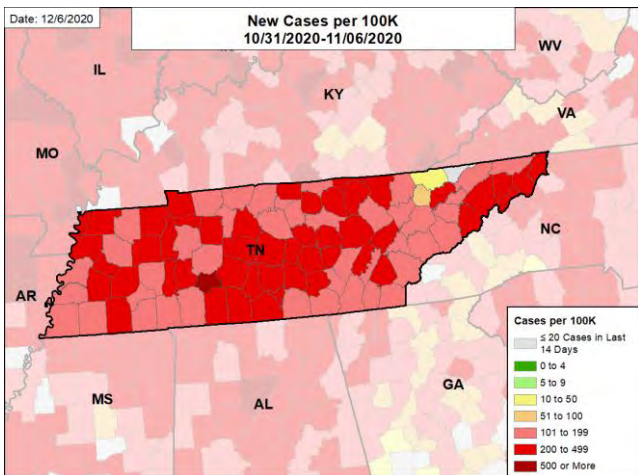 Date: 12/6/2020
New Cases per 100K
10/31/2020-11/06/2020
WV
IL
KY
VA
MO
TN
NC
AR
MS
AL
GA
Cases per 100K
≤ 20 Cases in Last
14 Days
0 to 4
5 to 9
10 to 50
51 to 100
101 to 199
200 to 499
500 or More